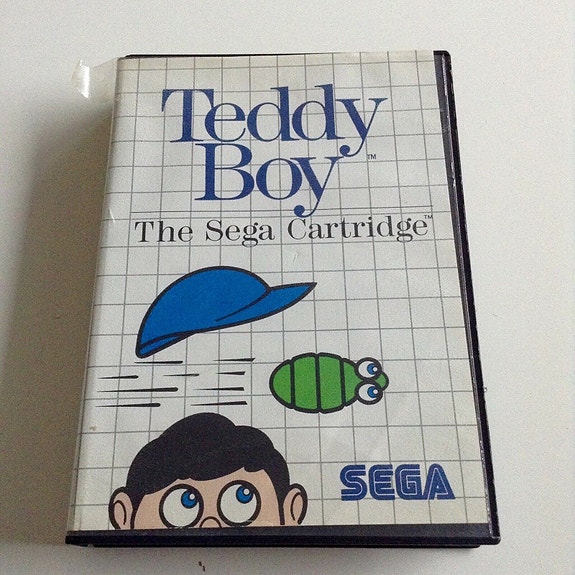 Teddy
Boy™
The Sega Cartridge™
SEGA